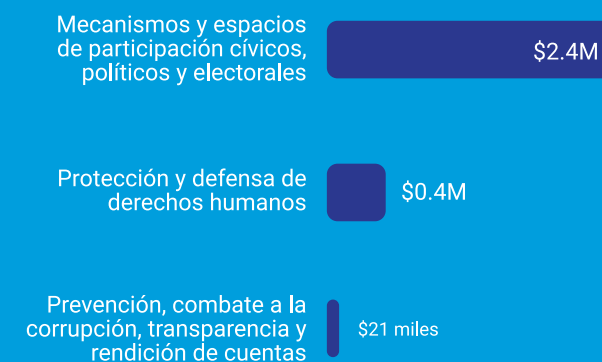 Mecanismos y espacios
de participación cívicos,
políticos y electorales
$2.4M
Protección y defensa de
derechos humanos
$0.4M
Prevención, combate a la
corrupción, transparencia y
rendición de cuentas
$21 miles